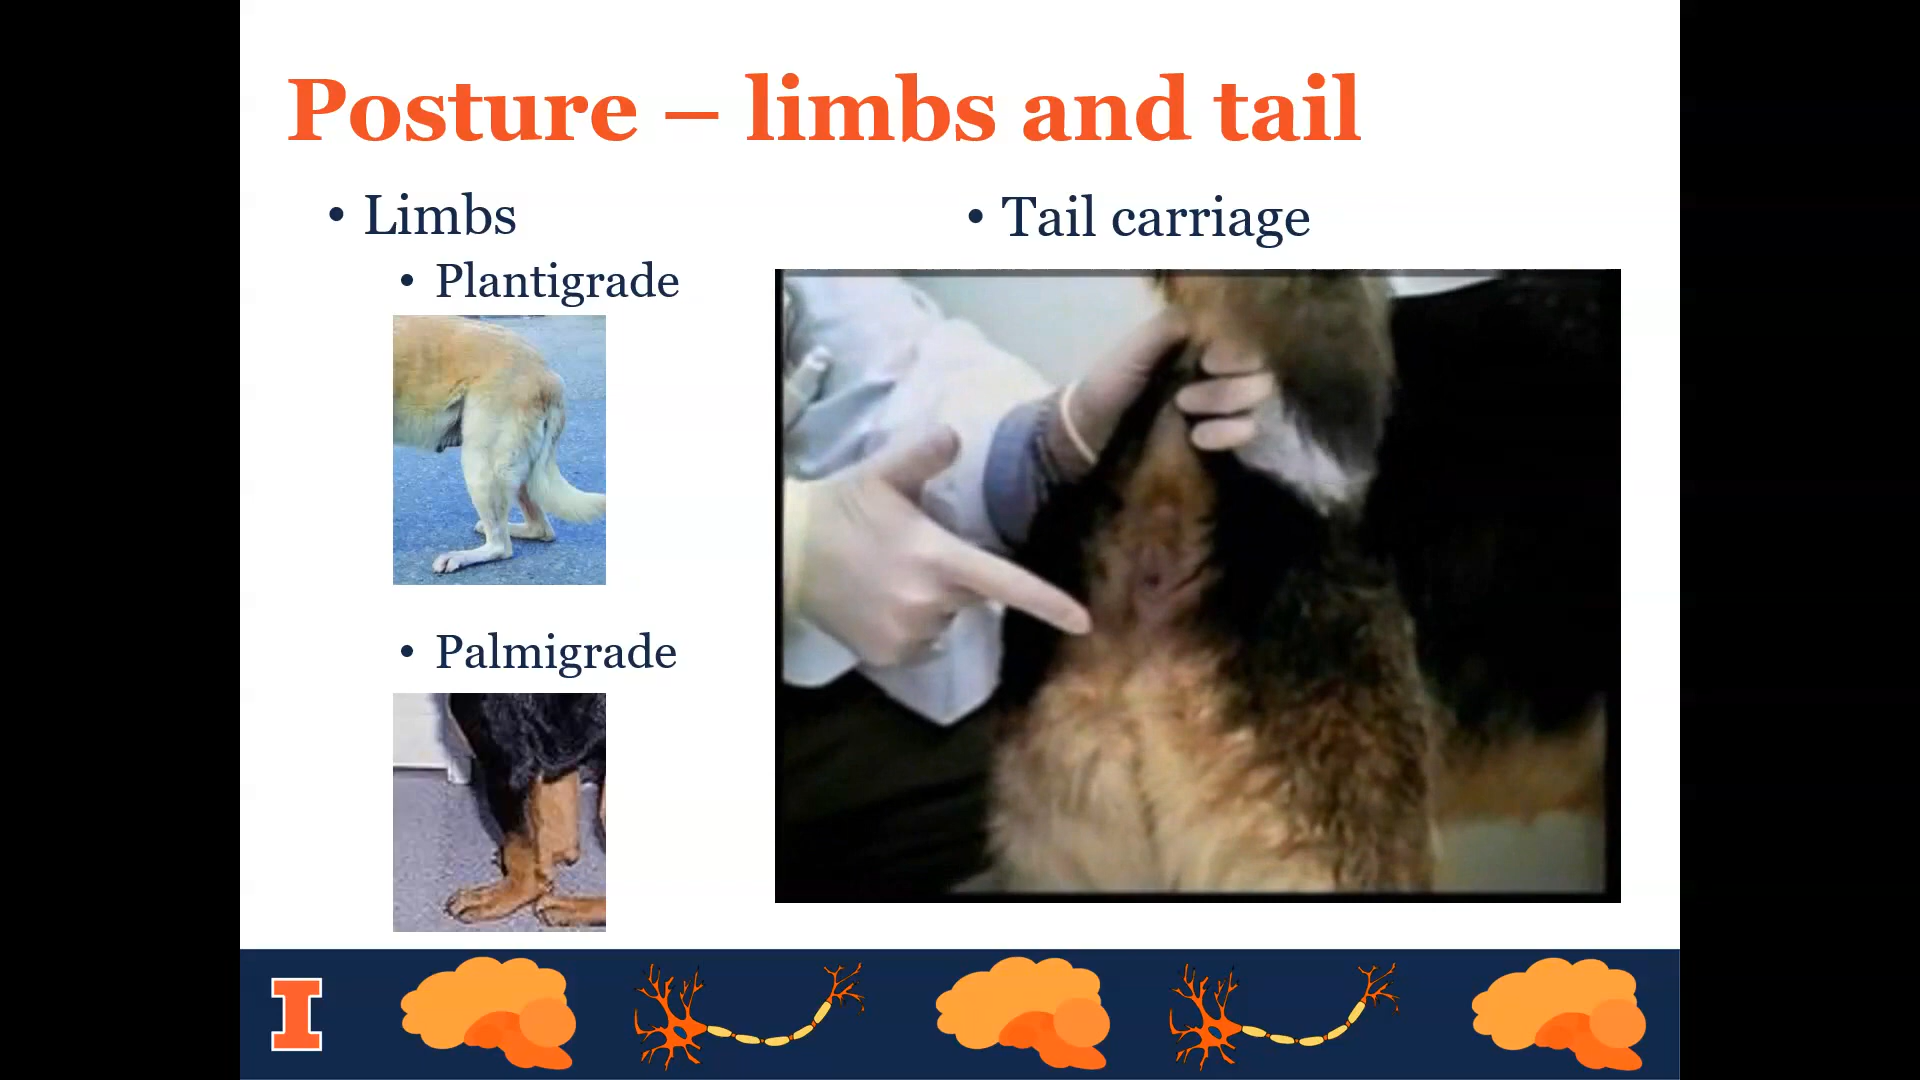 Posture – limbs and tail
• Limbs
• Plantigrade
• Palmigrade
• Tail carriage
I